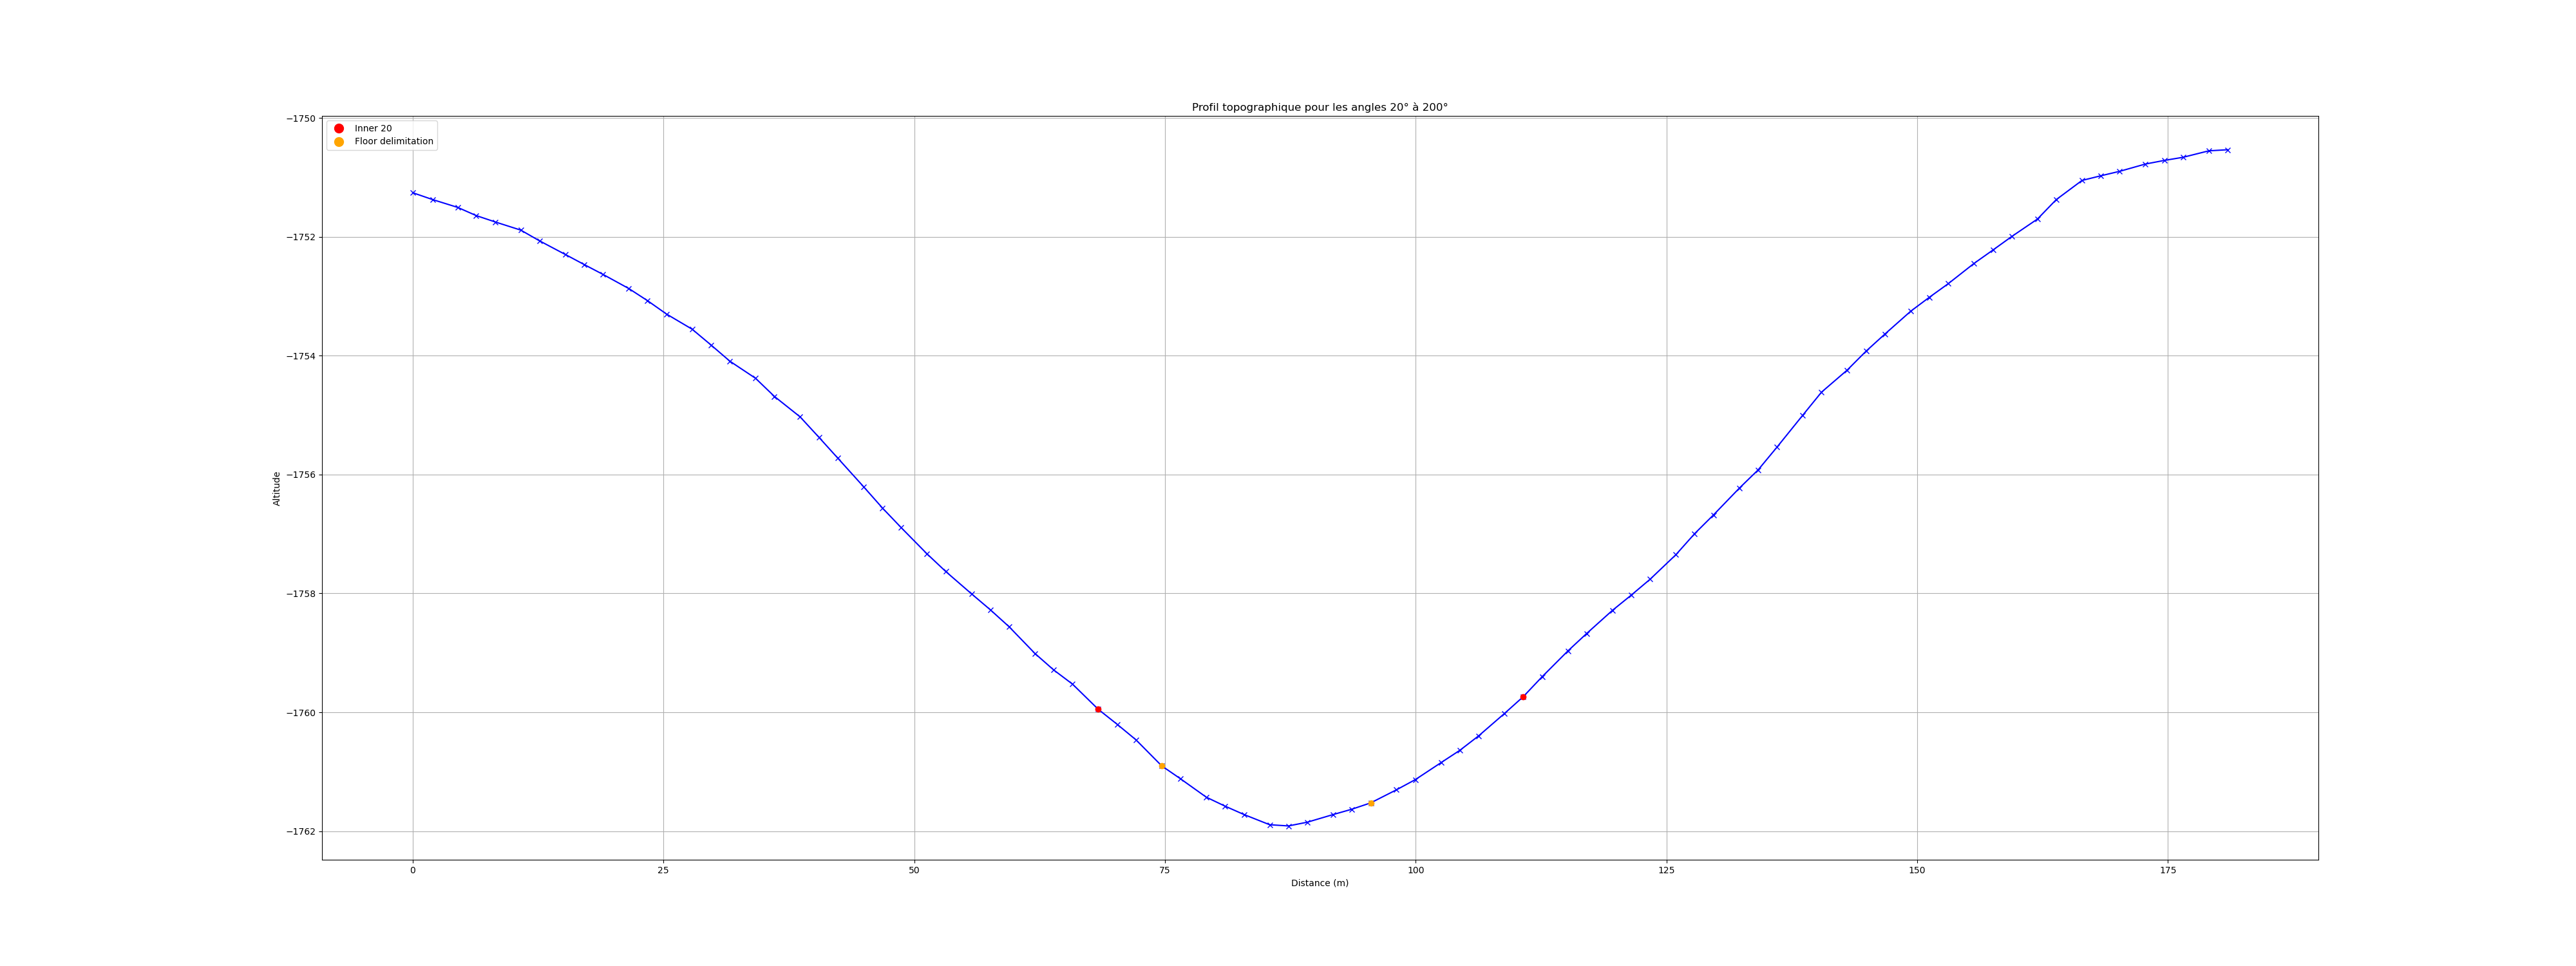 Profil topographique pour les angles 20° à 200°
Inner 20
Floor delimitation
−1750
−1752
−1754
−1756
−1758
−1760
−1762
Altitude
0 25 50 75 100 125 150 175
Distance (m)